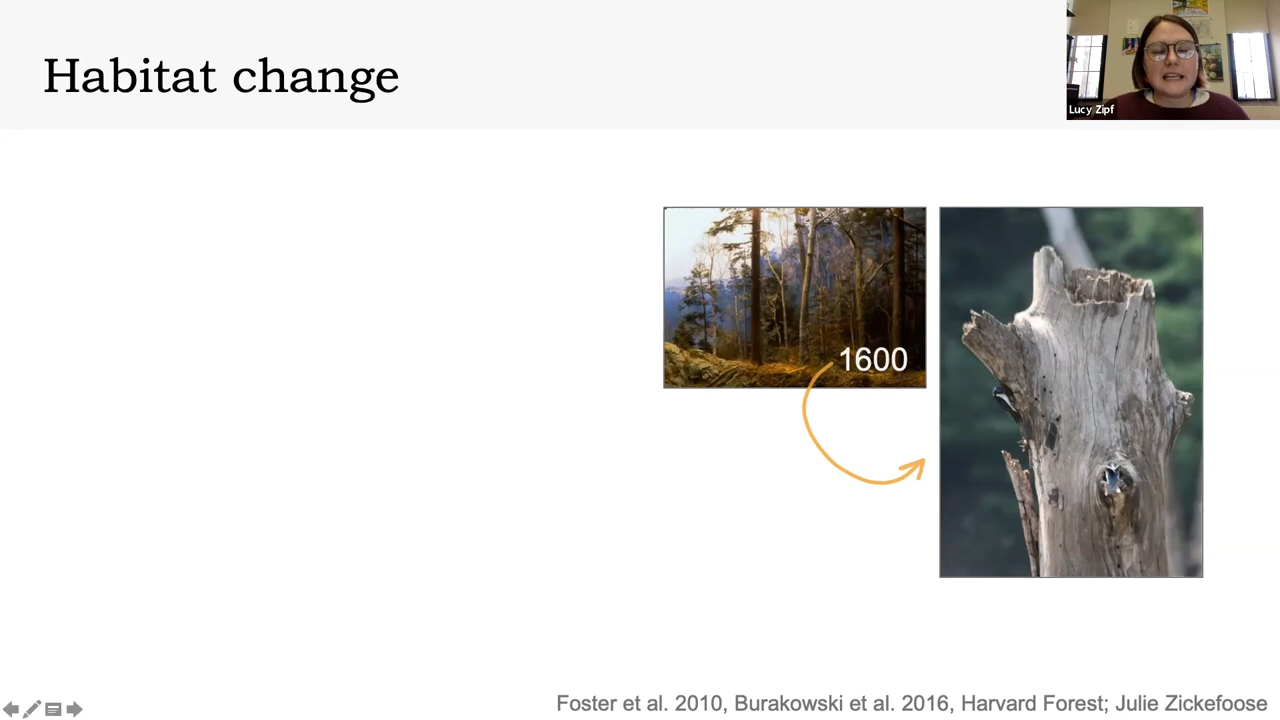 Habitat change
Lucy Zipf
1600
Foster et al. 2010, Burakowski et al. 2016, Harvard Forest; Julie Zickefoose